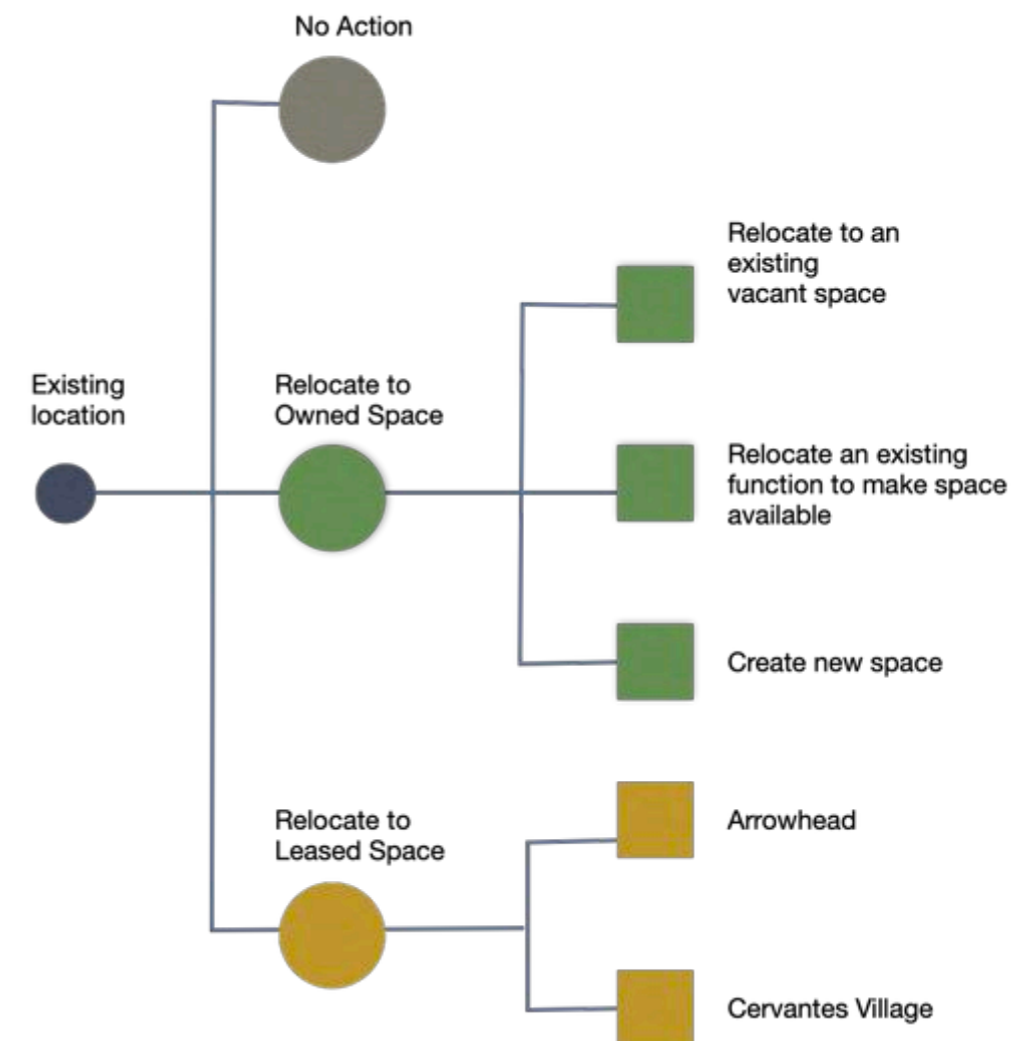 No Action
Relocate to an
existing
vacant space
Existing
location
Relocate to
Owned Space
Relocate an existing
function to make space
available
Create new space
Relocate to
Leased Space
Arrowhead
Cervantes Village